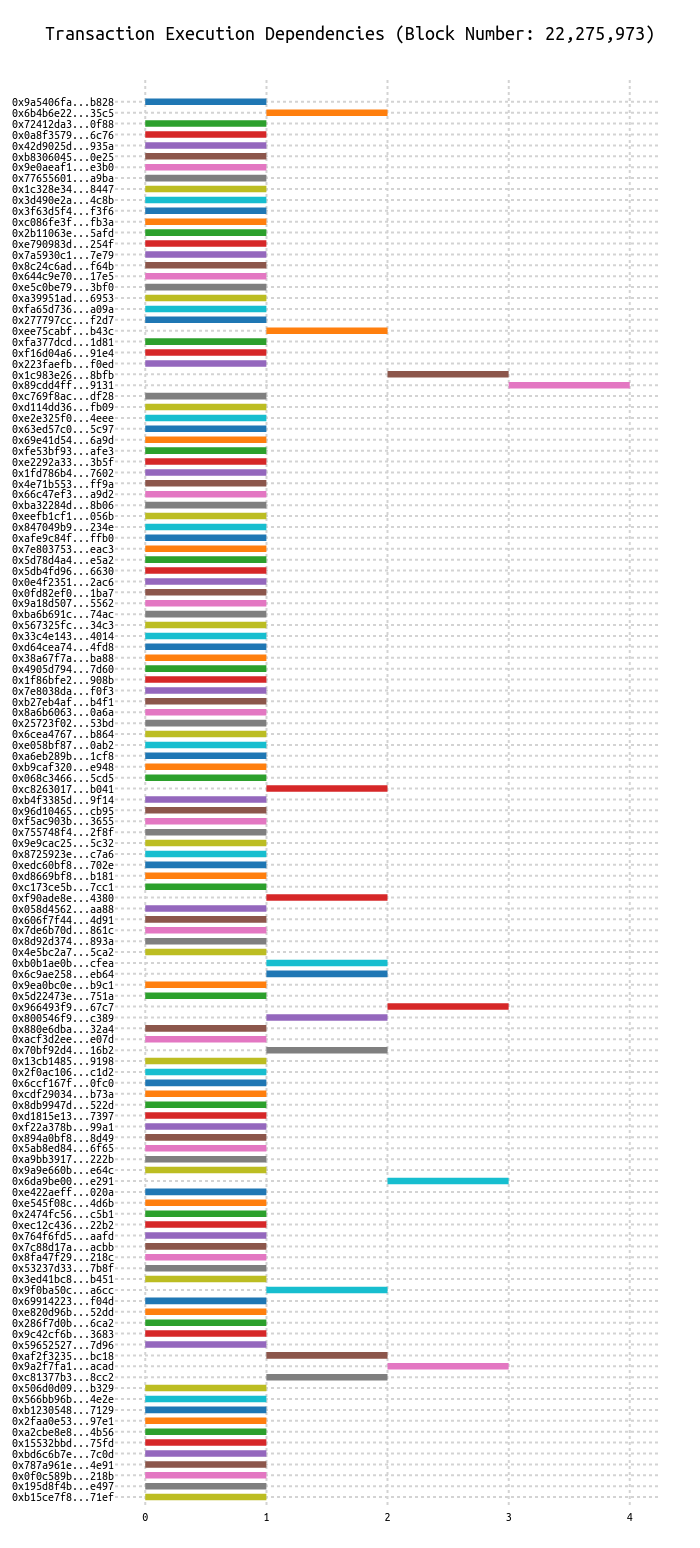 Transaction Execution Dependencies (Block Number: 22,275,973)
0x9a5406fa...b828
0x6b4b6e22...35c5
0x72412da3...0f88
0x0a8f3579...6c76
0x42d9025d...935a
0xb8306045...0e25
0x9e0aeaf1...e3b0
0x77655601...a9ba
0x1c328e34...8447
0x3d490e2a...4c8b
0x3f63d5f4...f3f6
0xc086fe3f...fb3a
0x2b11063e...5afd
0xe790983d...254f
0x7a5930c1...7e79
0x8c24c6ad...f64b
0x644c9e70...17e5
0xe5c0be79...3bf0
0xa39951ad...6953
0xfa65d736...a09a
0x277797cc...f2d7
0xee75cabf...b43c
0xfa377dcd...1d81
0xf16d04a6...91e4
0x223faefb...f0ed
0x1c983e26...8bfb
0x89cdd4ff...9131
0xc769f8ac...df28
0xd114dd36...fb09
0xe2e325f0...4eee
0x63ed57c0...5c97
0x69e41d54...6a9d
0xfe53bf93...afe3
0xe2292a33...3b5f
0x1fd786b4...7602
0x4e71b553...ff9a
0x66c47ef3...a9d2
0xba32284d...8b06
0xeefb1cf1...056b
0x847049b9...234e
0xafe9c84f...ffb0
0x7e803753...eac3
0x5d78d4a4...e5a2
0x5db4fd96...6630
0x0e4f2351...2ac6
0x0fd82ef0...1ba7
0x9a18d507...5562
0xba6b691c...74ac
0x567325fc...34c3
0x33c4e143...4014
0xd64cea74...4fd8
0x38a67f7a...ba88
0x4905d794...7d60
0x1f86bfe2...908b
0x7e8038da...f0f3
0xb27eb4af...b4f1
0x8a6b6063...0a6a
0x25723f02...53bd
0x6cea4767...b864
0xe058bf87...0ab2
0xa6eb289b...1cf8
0xb9caf320...e948
0x068c3466...5cd5
0xc8263017...b041
0xb4f3385d...9f14
0x96d10465...cb95
0xf5ac903b...3655
0x755748f4...2f8f
0x9e9cac25...5c32
0x8725923e...c7a6
0xedc60bf8...702e
0xd8669bf8...b181
0xc173ce5b...7cc1
0xf90ade8e...4380
0x058d4562...aa88
0x606f7f44...4d91
0x7de6b70d...861c
0x8d92d374...893a
0x4e5bc2a7...5ca2
0xb0b1ae0b...cfea
0x6c9ae258...eb64
0x9ea0bc0e...b9c1
0x5d22473e...751a
0x966493f9...67c7
0x800546f9...c389
0x880e6dba...32a4
0xacf3d2ee...e07d
0x70bf92d4...16b2
0x13cb1485...9198
0x2f0ac106...c1d2
0x6ccf167f...0fc0
0xcdf29034...b73a
0x8db9947d...522d
0xd1815e13...7397
0xf22a378b...99a1
0x894a0bf8...8d49
0x5ab8ed84...6f65
0xa9bb3917...222b
0x9a9e660b...e64c
0x6da9be00...e291
0xe422aeff...020a
0xe545f08c...4d6b
0x2474fc56...c5b1
0xec12c436...22b2
0x764f6fd5...aafd
0x7c88d17a...acbb
0x8fa47f29...218c
0x53237d33...7b8f
0x3ed41bc8...b451
0x9f0ba50c...a6cc
0x69914223...f04d
0xe820d96b...52dd
0x286f7d0b...6ca2
0x9c42cf6b...3683
0x59652527...7d96
0xaf2f3235...bc18
0x9a2f7fa1...acad
0xc81377b3...8cc2
0x506d0d09...b329
0x566bb96b...4e2e
0xb1230548...7129
0x2faa0e53...97e1
0xa2cbe8e8...4b56
0x15532bbd...75fd
0xbd6c6b7e...7c0d
0x787a961e...4e91
0x0f0c589b...218b
0x195d8f4b...e497
0xb15ce7f8...71ef
0 1 2 3 4